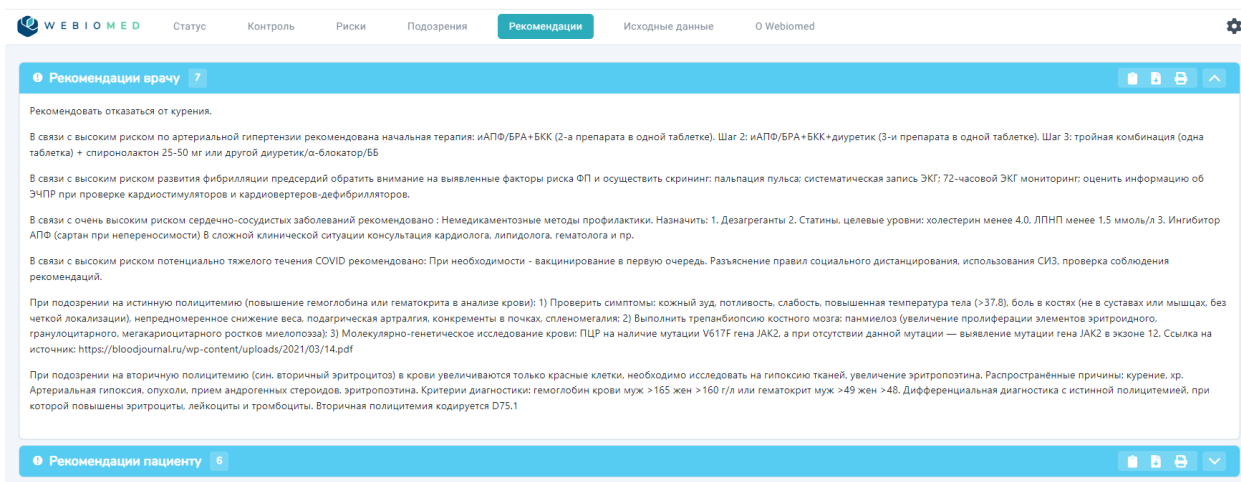 WEBIOMED Статус Контроль Риски Подозрения Рекомендации Исходные данные О Webiomed
Рекомендации врачу 7
Рекомендовать отказаться от курения.
В связи с высоким риском по артериальной гипертензии рекомендована начальная терапия: иАПФ/БРА+БКК (2-а препарата в одной таблетке). Шаг 2: иАПФ/БРА+БКК+диуретик (3-и препарата в одной таблетке). Шаг 3: тройная комбинация (одна
таблетка) + спиронолактон 25-50 мг или другой диуретик/α-блокатор/ББ
В связи с высоким риском развития фибрилляции предсердий обратить внимание на выявленные факторы риска ФП и осуществить скрининг: пальпация пульса; систематическая запись ЭКГ; 72-часовой ЭКГ мониторинг; оценить информацию об
ЭЧПР при проверке кардиостимуляторов и кардиовертеров-дефибрилляторов.
В связи с очень высоким риском сердечно-сосудистых заболеваний рекомендовано : Немедикаментозные методы профилактики. Назначить: 1. Дезагреганты 2. Статины, целевые уровни: холестерин менее 4,0, ЛПНП менее 1,5 ммоль/л 3. Ингибитор
АПФ (сартан при непереносимости) В сложной клинической ситуации консультация кардиолога, липидолога, гематолога и пр.
В связи с высоким риском потенциально тяжелого течения COVID рекомендовано: При необходимости - вакцинирование в первую очередь. Разъяснение правил социального дистанцирования, использования СИЗ, проверка соблюдения
рекомендаций.
При подозрении на истинную полицитемию (повышение гемоглобина или гематокрита в анализе крови): 1) Проверить симптомы: кожный зуд, потливость, слабость, повышенная температура тела (>37.8), боль в костях (не в суставах или мышцах, без
четкой локализации), непредномеренное снижение веса, подагрическая артралгия, конкременты в почках, спленомегалия; 2) Выполнить трепанбиопсию костного мозга: панмиелоз (увеличение пролиферации элементов эритроидного,
гранулоцитарного, мегакариоцитарного ростков миелопоэза); 3) Молекулярно-генетическое исследование крови: ПЦР на наличие мутации V617F гена JAK2, а при отсутствии данной мутации — выявление мутации гена JAK2 в экзоне 12. Ссылка на
источник: https://bloodjournal.ru/wp-content/uploads/2021/03/14.pdf
При подозрении на вторичную полицитемию (син. вторичный эритроцитоз) в крови увеличиваются только красные клетки, необходимо исследовать на гипоксию тканей, увеличение эритропоэтина. Распространённые причины: курение, хр.
Артериальная гипоксия, опухоли, прием андрогенных стероидов, эритропоэтина. Критерии диагностики: гемоглобин крови муж >165 жен >160 г/л или гематокрит муж >49 жен >48. Дифференциальная диагностика с истинной полицитемией, при
которой повышены эритроциты, лейкоциты и тромбоциты. Вторичная полицитемия кодируется D75.1
Рекомендации пациенту 6